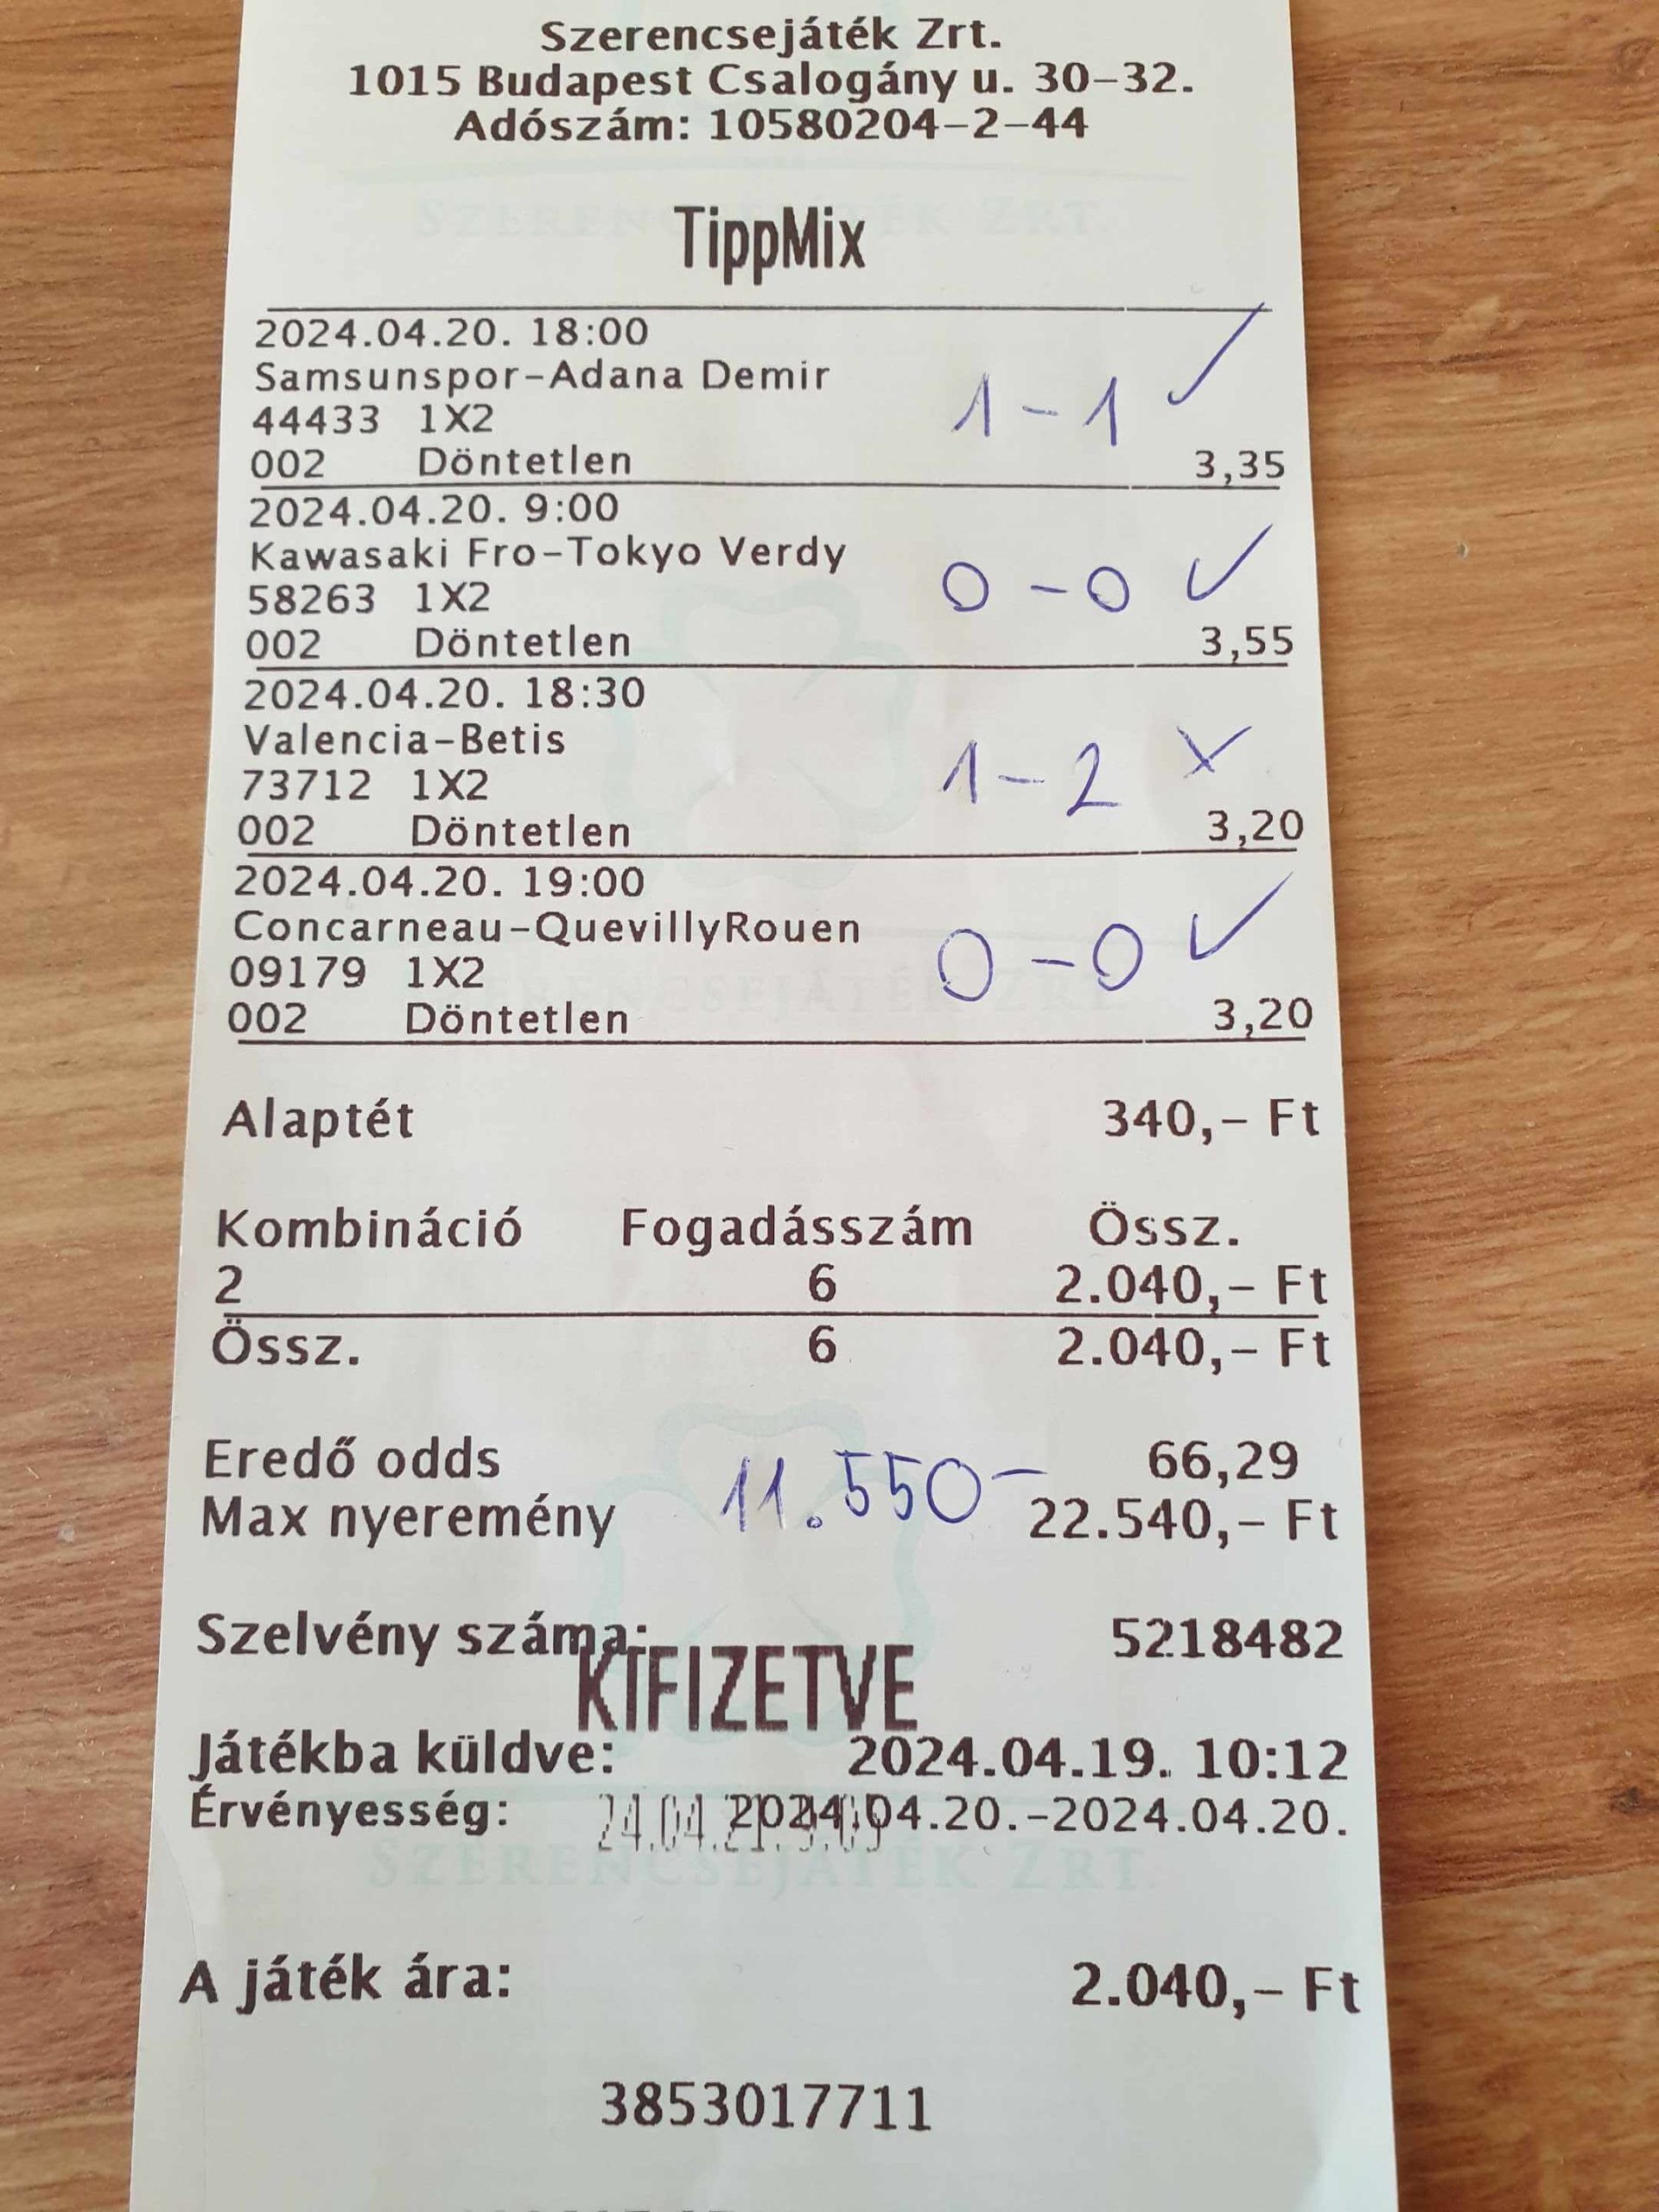 Szerencsejáték Zrt.
1015 Budapest Csalogány u. 30-32.
Adószám: 10580204-2-44
SZERENCSEJÁTÉK ZRT.
TippMix
2024.04.20. 18:00
Samsunspor-Adana Demir
44433 1X2 1-1 ✓
002 Döntetlen 3,35
2024.04.20. 9:00
Kawasaki Fro-Tokyo Verdy
58263 1X2 0-0 ✓
002 Döntetlen 3,55
2024.04.20. 18:30
Valencia-Betis
73712 1X2 1-2 x
002 Döntetlen 3,20
2024.04.20. 19:00
Concarneau-QuevillyRouen
09179 1X2 0-0 ✓
SZERENCSEJÁTÉK ZRT.
002 Döntetlen 3,20
Alaptét 340,- Ft
Kombináció Fogadásszám Össz.
2 6 2.040,- Ft
Össz. 6 2.040,- Ft
Eredő odds 66,29
Max nyeremény 11.550- 22.540,- Ft
Szelvény száma: 5218482
KIFIZETVE
Játékba küldve: 2024.04.19. 10:12
Érvényesség: 2024.04.20.-2024.04.20.
SZERENCSEJÁTÉK ZRT.
A játék ára: 2.040,- Ft
3853017711